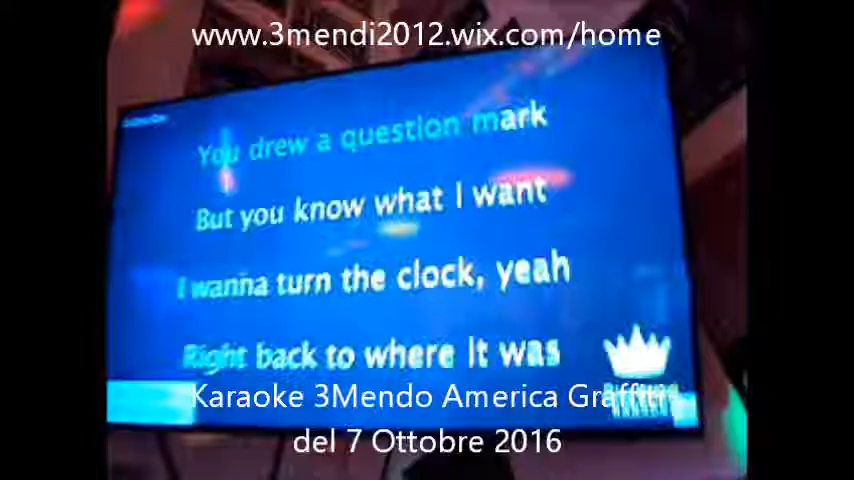 www.3mendi2012.wix.com/home
You drew a question mark
But you know what I want
I wanna turn the clock, yeah
Right back to where it was
Karaoke 3Mendo America Graffiti
del 7 Ottobre 2016